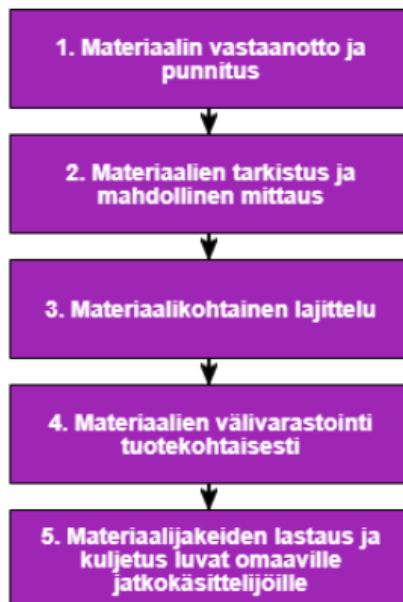 1. Materiaalin vastaanotto ja
punnitus
2. Materiaalien tarkistus ja
mahdollinen mittaus
3. Materiaalikohtainen lajittelu
4. Materiaalien välivarastointi
tuotekohtaisesti
5. Materiaalijakeiden lastaus ja
kuljetus luvat omaaville
jatkokäsittelijöille